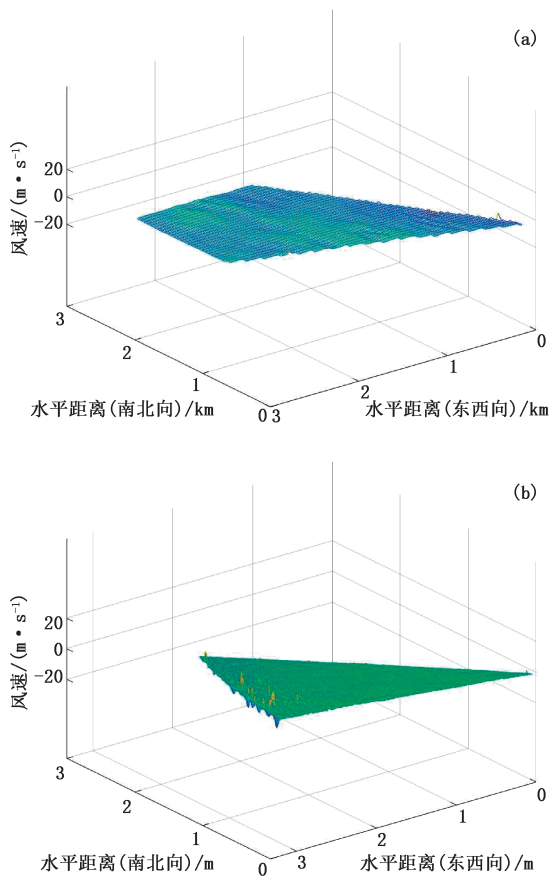 (a)
风速/(m·s⁻¹)
20
0
-20
3
2
1
0
3
2
1
0
水平距离(南北向)/km
水平距离(东西向)/km
(b)
风速/(m·s⁻¹)
20
0
-20
3
2
1
0
3
2
1
0
水平距离(南北向)/m
水平距离(东西向)/m